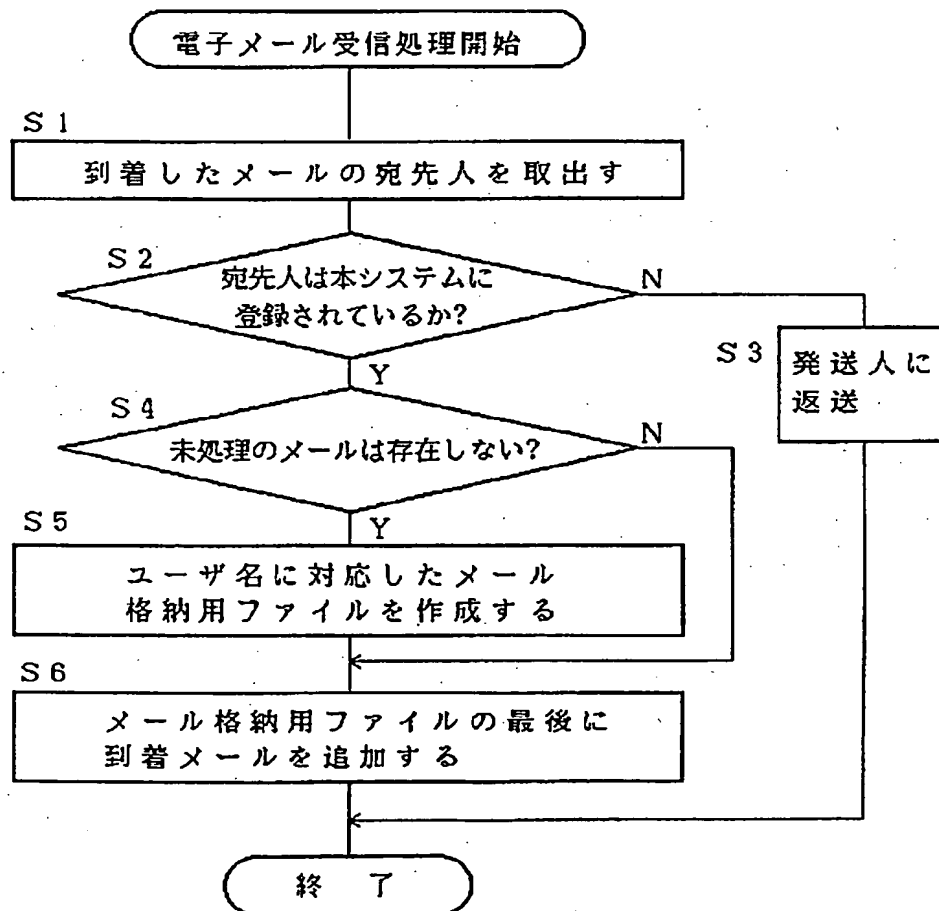 電子メール受信処理開始
S1
到着したメールの宛先人を取出す
S2
宛先人は本システムに
登録されているか?
N
Y
S3
発送人に
返送
S4
未処理のメールは存在しない?
N
Y
S5
ユーザ名に対応したメール
格納用ファイルを作成する
S6
メール格納用ファイルの最後に
到着メールを追加する
終了